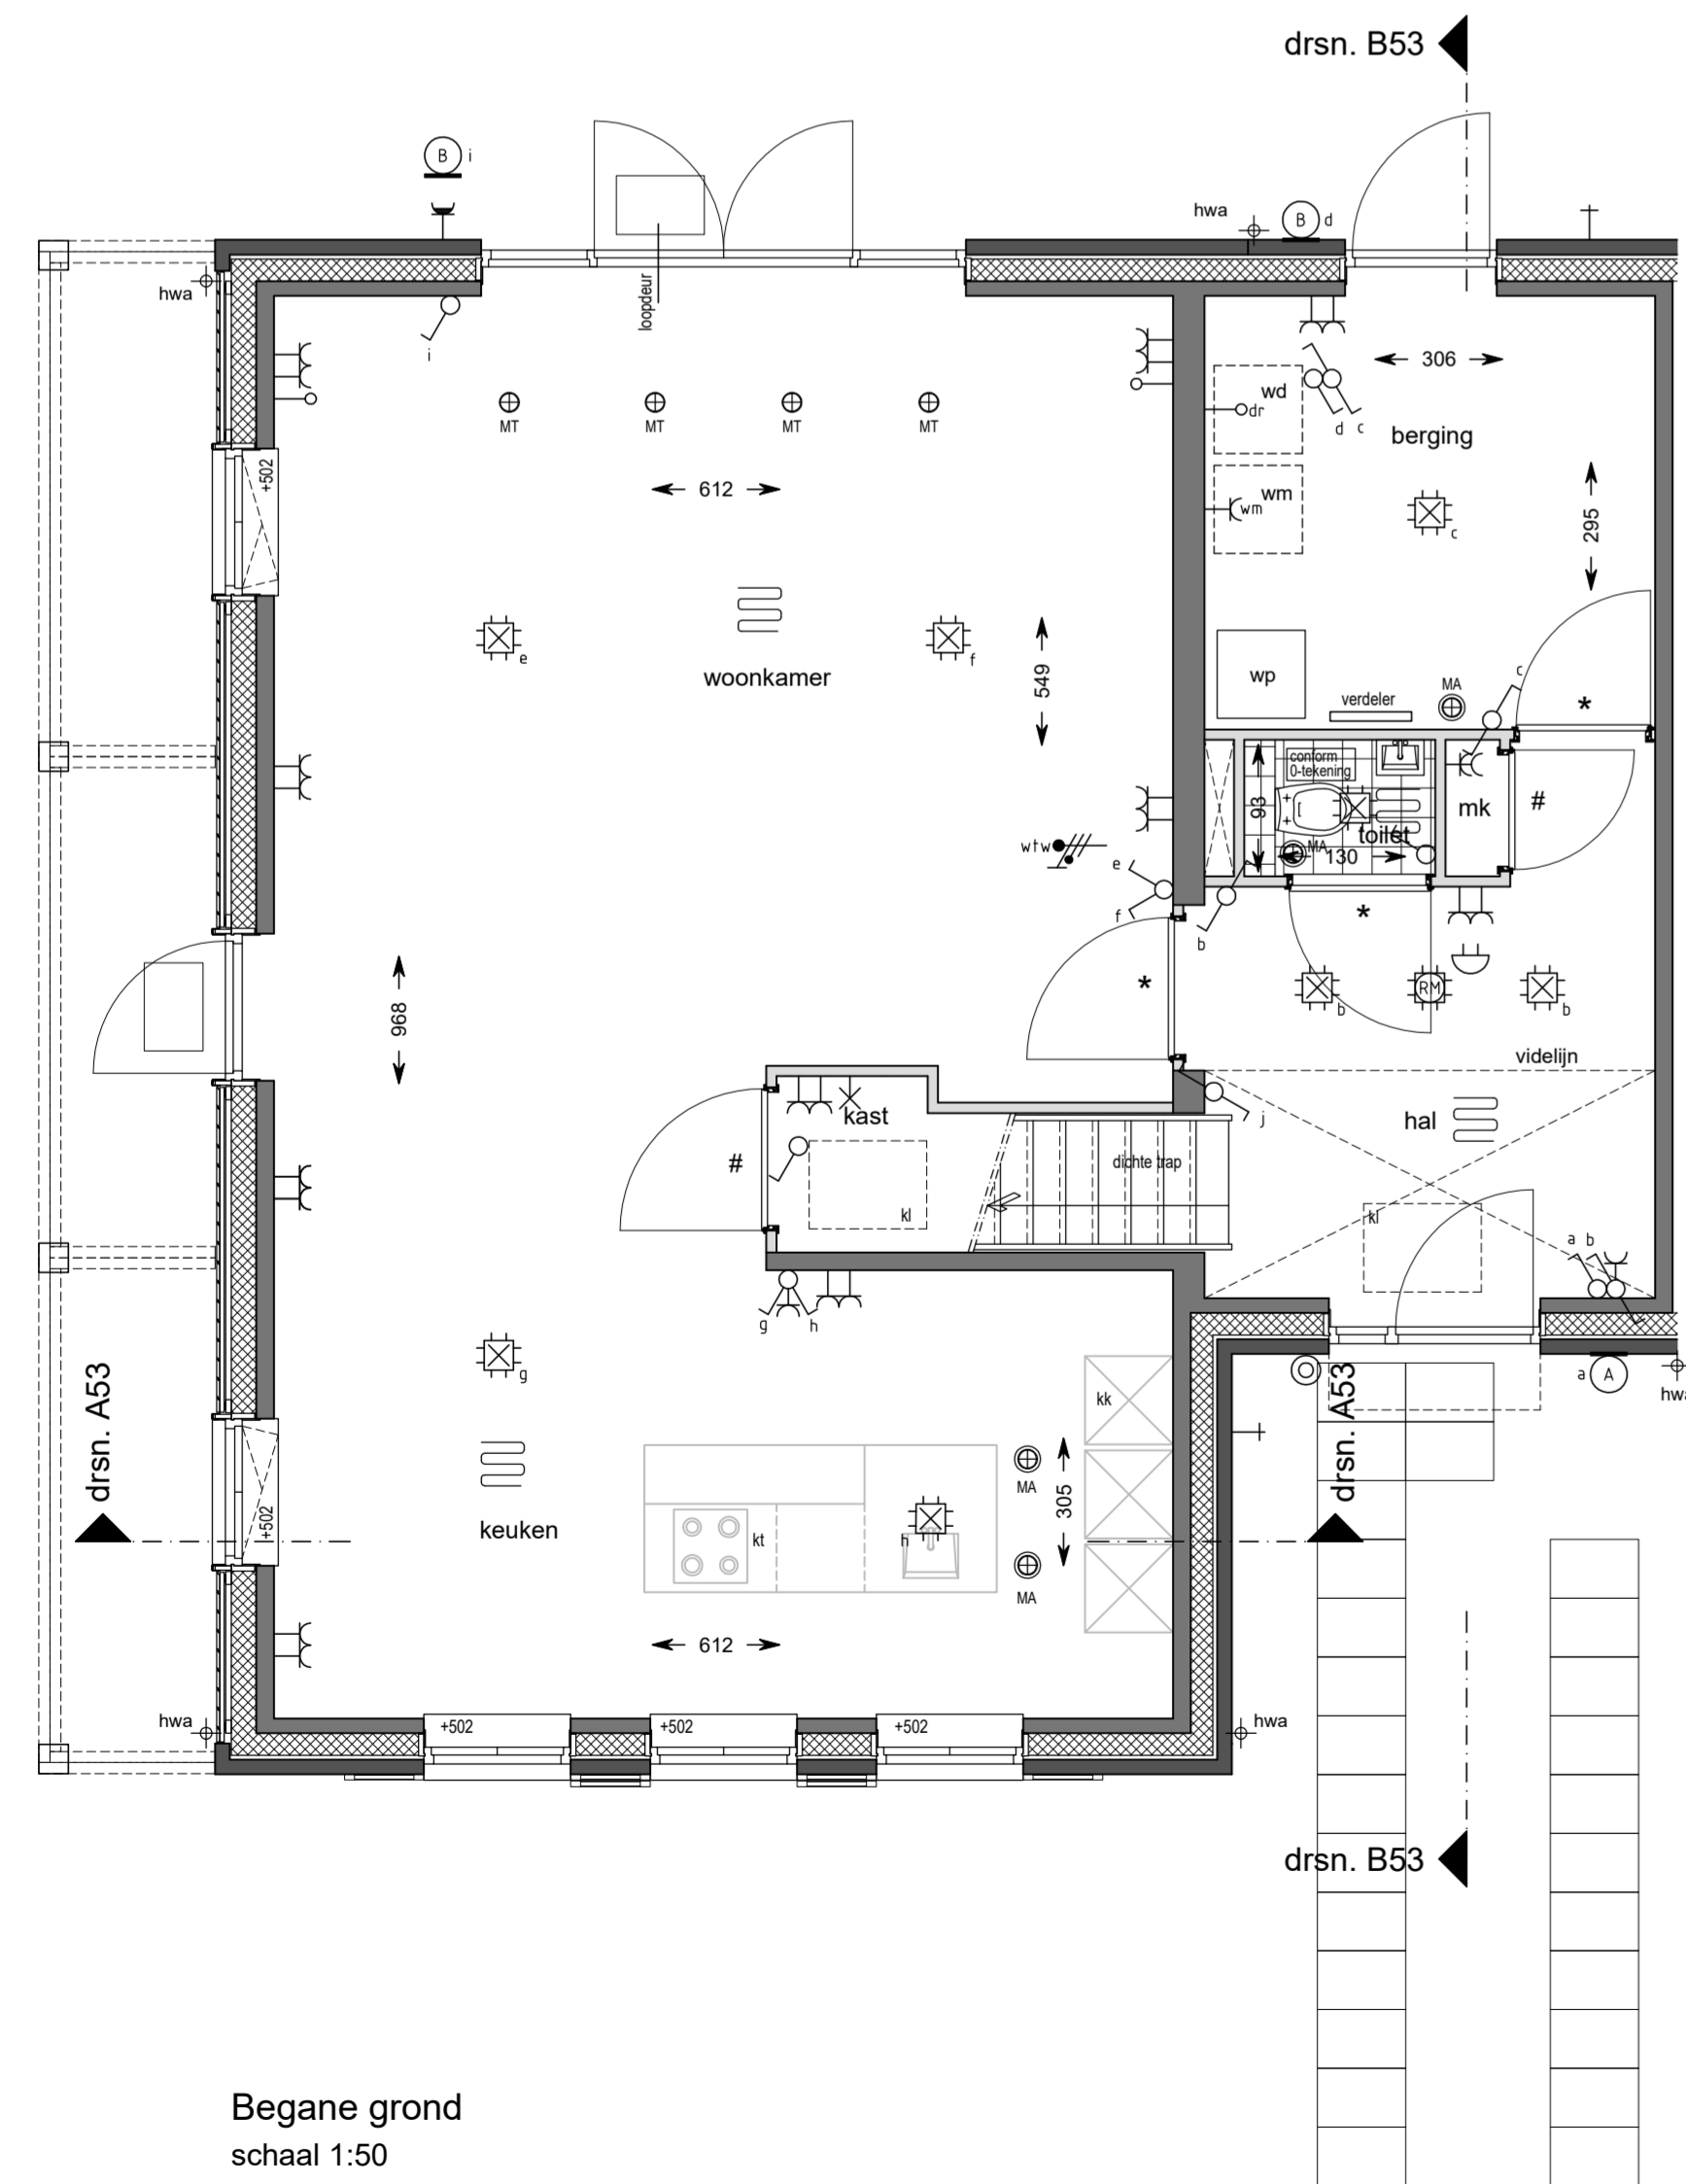 drsn. B53
B i
hwa
B d
hwa
loopdeur
i
306
wd
dr
d c
berging
MT
MT
MT
MT
+502
612
wm
wm
c
295
e
f
woonkamer
549
wp
verdeler
MA
c
*
conform
0-tekening
93
mk
#
toilet
MA
130
wtw
e
f
b
*
*
968
b
RM
b
videlijn
kast
j
hal
#
dichte trap
kl
kl
a b
g h
g
drsn. A53
kk
drsn. A53
a A
hwa
MA
305
keuken
kt
h
+502
MA
612
hwa
+502
+502
+502
hwa
drsn. B53
Begane grond
schaal 1:50